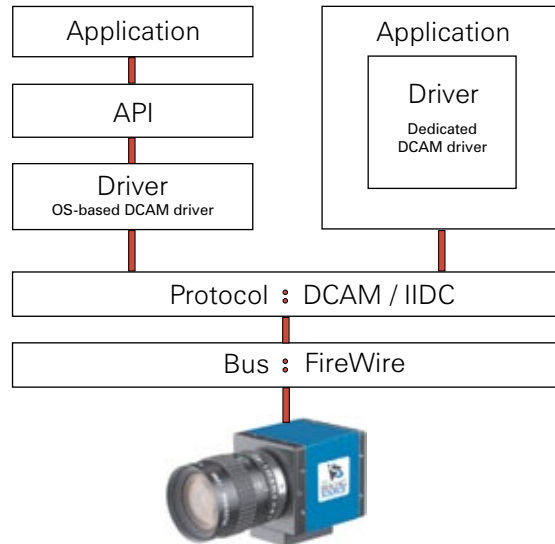 Application
API
Driver
OS-based DCAM driver
Application
Driver
Dedicated
DCAM driver
Protocol : DCAM / IIDC
Bus : FireWire